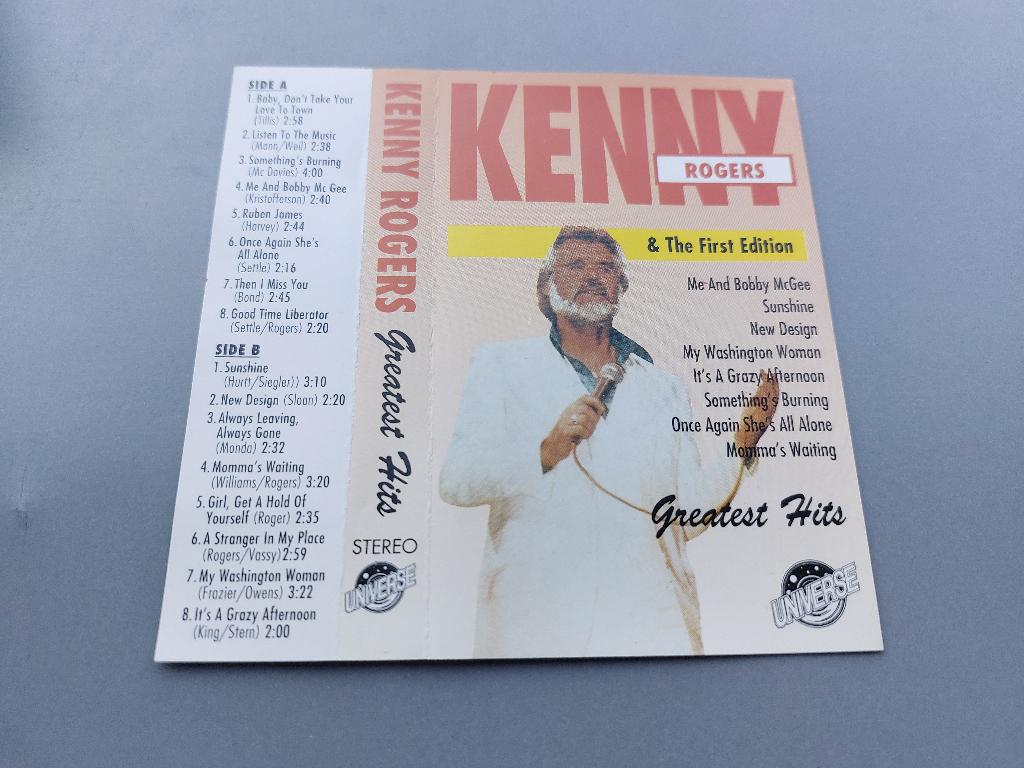 SIDE A
1. Baby, Don't Take Your
Love To Town
(Tillis) 2:58
2. Listen To The Music
(Mann/Weil) 2:38
3. Something's Burning
(Mc Davies) 4:00
4. Me And Bobby Mc Gee
(Kristofferson) 2:40
5. Ruben James
(Harvey) 2:44
6. Once Again She's
All Alone
(Settle) 2:16
7. Then I Miss You
(Bond) 2:45
8. Good Time Liberator
(Settle/Rogers) 2:20
SIDE B
1. Sunshine
(Hurtt/Siegler)) 3:10
2. New Design (Sloan) 2:20
3. Always Leaving,
Always Gone
(Monda) 2:32
4. Momma's Waiting
(Williams/Rogers) 3:20
5. Girl, Get A Hold Of
Yourself (Roger) 2:35
6. A Stranger In My Place
(Rogers/Vassy) 2:59
7. My Washington Woman
(Frazier/Owens) 3:22
8. It's A Grazy Afternoon
(King/Stern) 2:00
KENNY ROGERS Greatest Hits
STEREO
UNIVERSE
KENNY
ROGERS
& The First Edition
Me And Bobby McGee
Sunshine
New Design
My Washington Woman
It's A Grazy Afternoon
Something's Burning
Once Again She's All Alone
Momma's Waiting
Greatest Hits
UNIVERSE